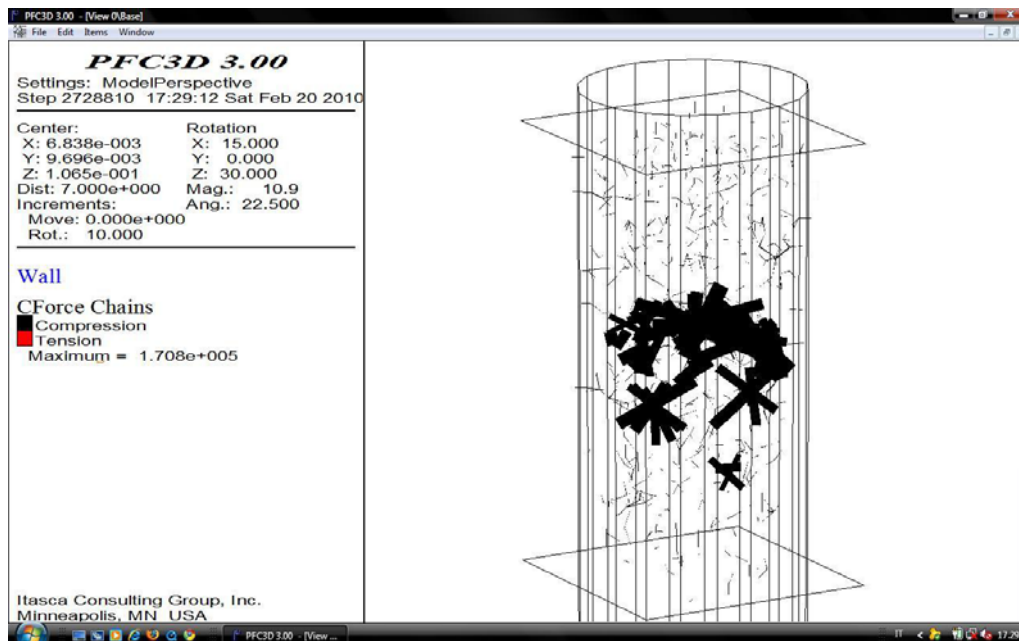 PFC3D 3.00 - [View 0\Base]
File Edit Items Window
PFC3D 3.00
Settings: ModelPerspective
Step 2728810 17:29:12 Sat Feb 20 2010
Center: Rotation
X: 6.838e-003 X: 15.000
Y: 9.696e-003 Y: 0.000
Z: 1.065e-001 Z: 30.000
Dist: 7.000e+000 Mag.: 10.9
Increments: Ang.: 22.500
Move: 0.000e+000
Rot.: 10.000
Wall
CForce Chains
Compression
Tension
Maximum = 1.708e+005
Itasca Consulting Group, Inc.
Minneapolis, MN USA
PFC3D 3.00 - [View ...
IT